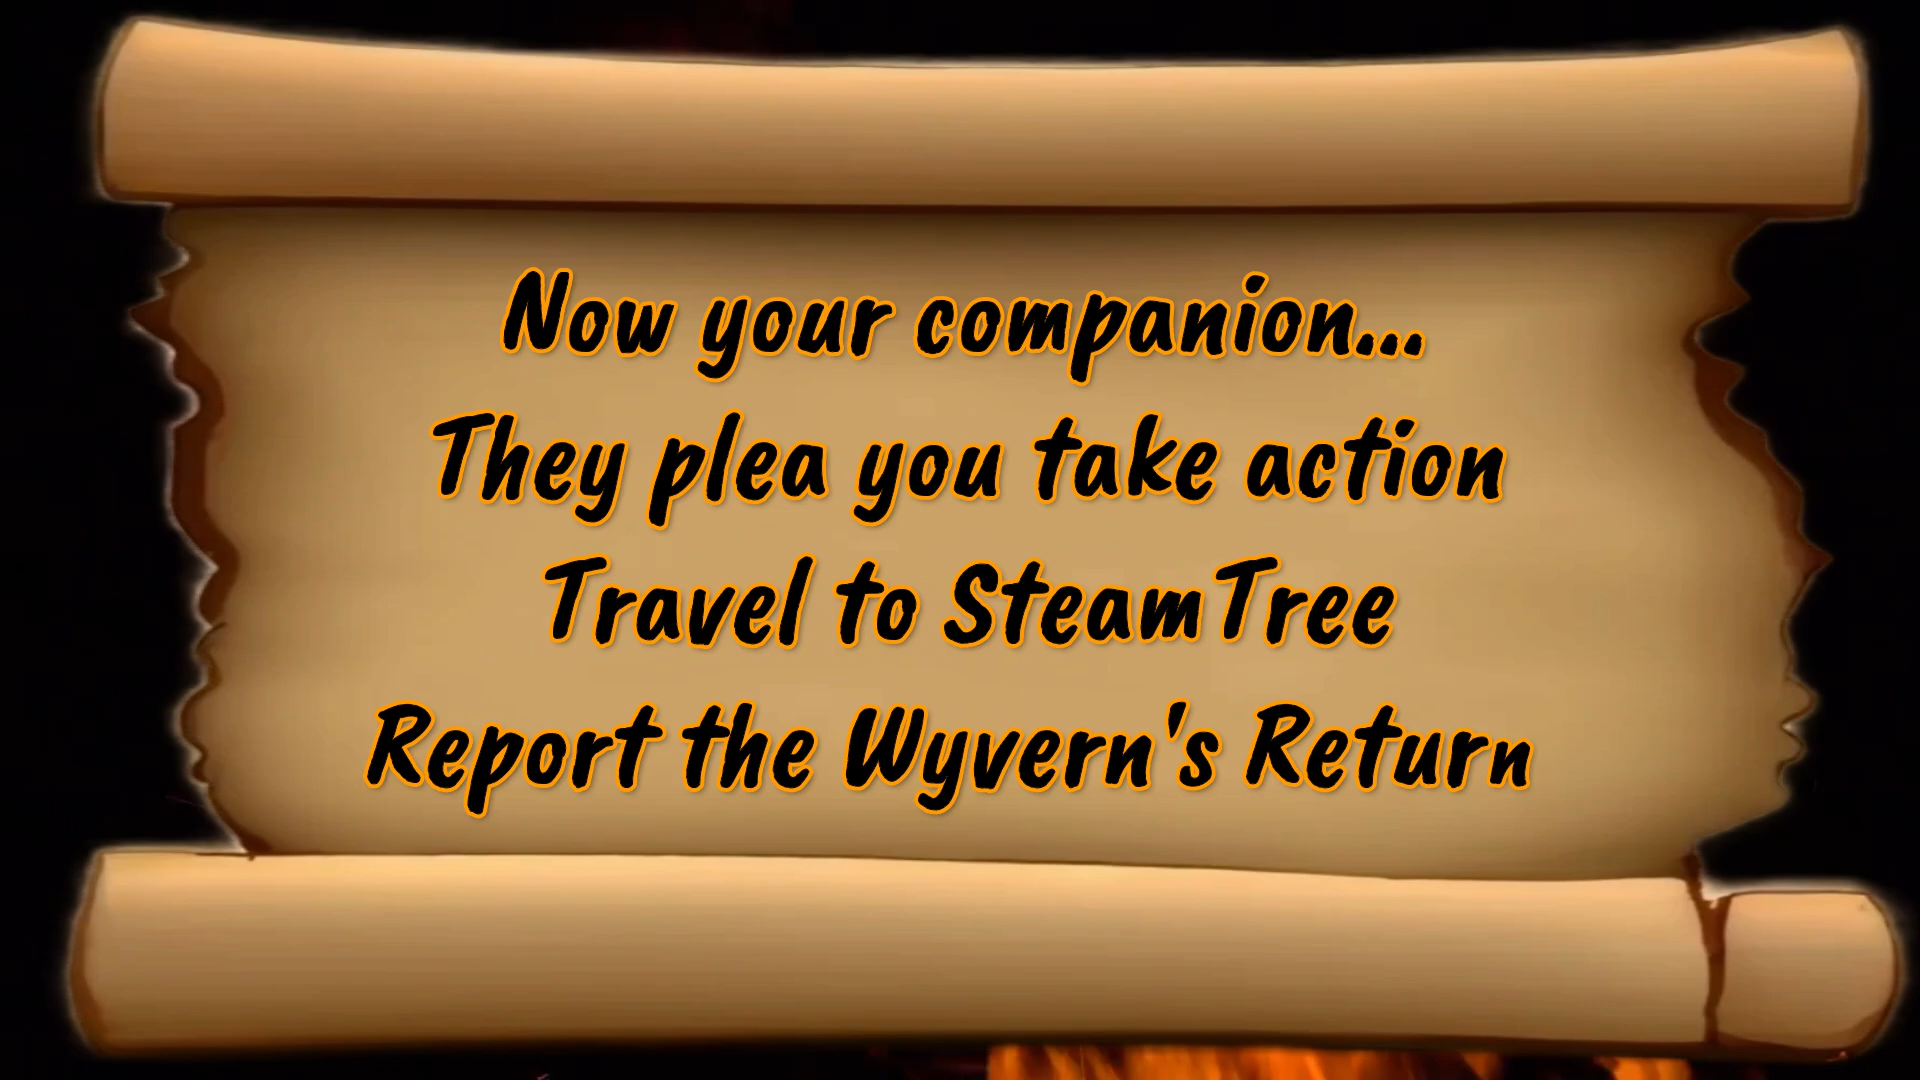 Now your companion...
They plea you take action
Travel to SteamTree
Report the Wyvern's Return